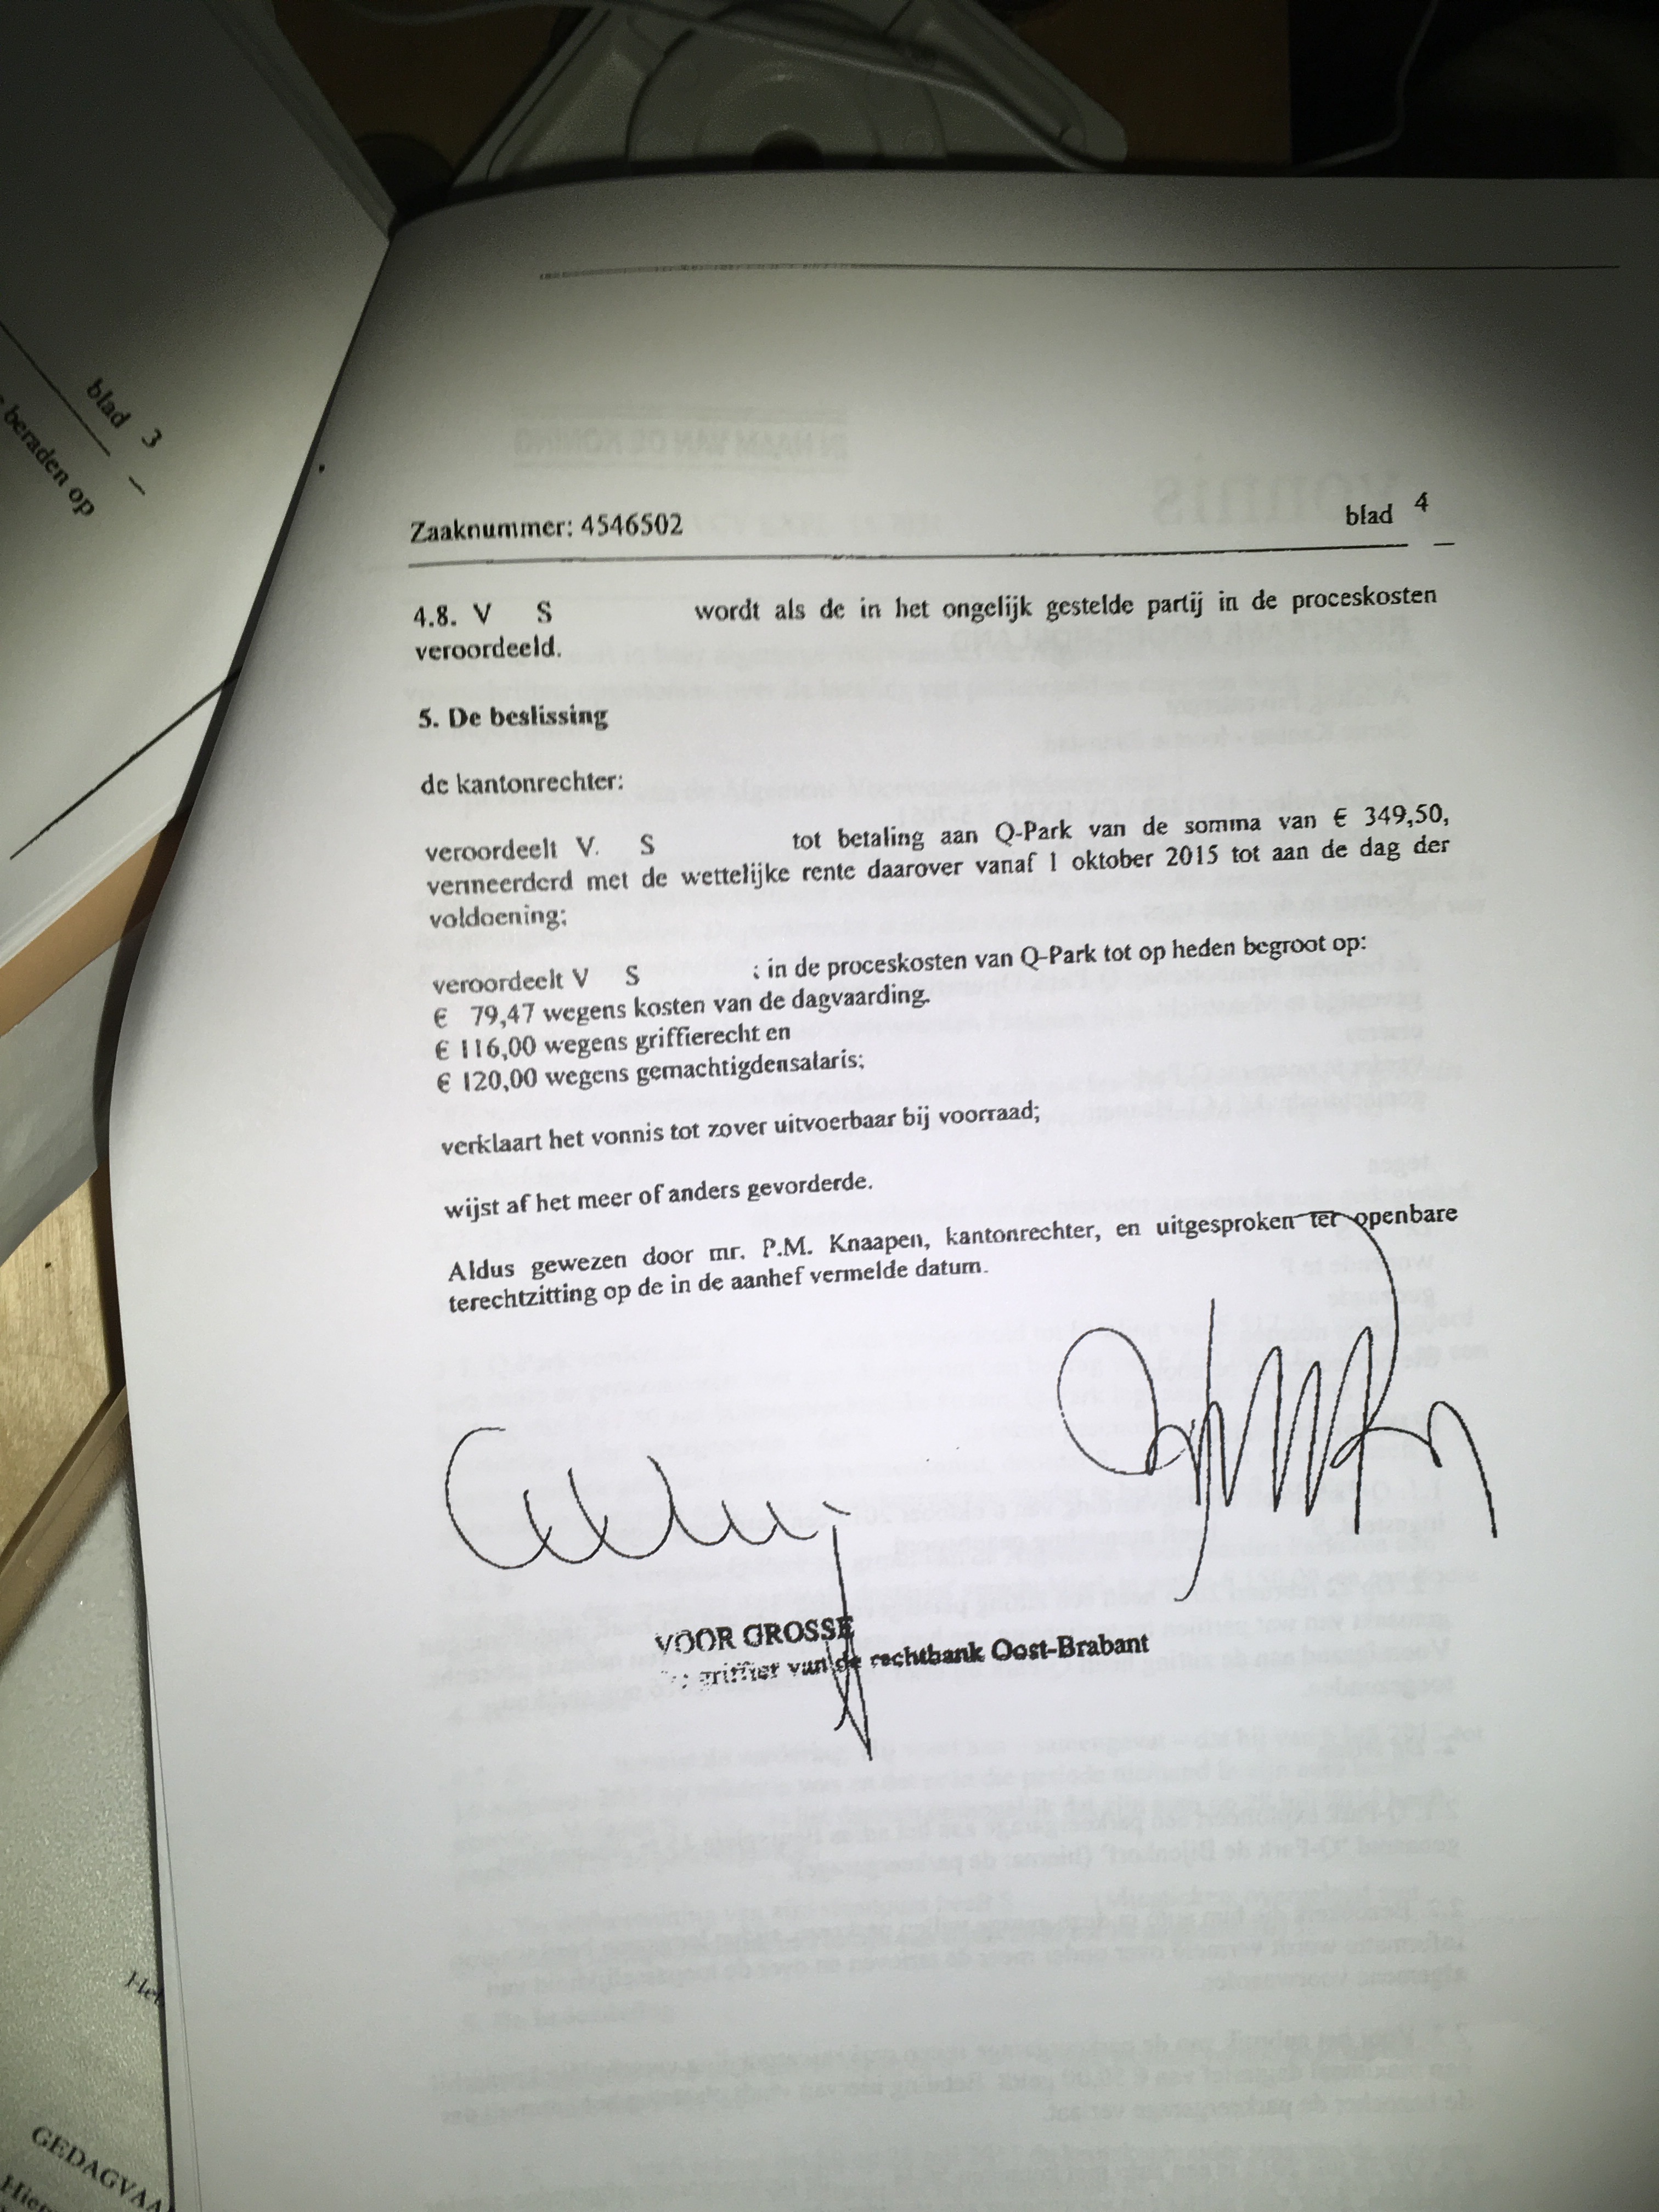 blad 3
beraden op
Zaaknummer: 4546502 blad 4
4.8. V S wordt als de in het ongelijk gestelde partij in de proceskosten
veroordeeld.
5. De beslissing
de kantonrechter:
veroordeelt V. S tot betaling aan Q-Park van de somma van € 349,50,
vermeerderd met de wettelijke rente daarover vanaf 1 oktober 2015 tot aan de dag der
voldoening;
veroordeelt V S ; in de proceskosten van Q-Park tot op heden begroot op:
€ 79,47 wegens kosten van de dagvaarding.
€ 116,00 wegens griffierecht en
€ 120,00 wegens gemachtigdensalaris;
verklaart het vonnis tot zover uitvoerbaar bij voorraad;
wijst af het meer of anders gevorderde.
Aldus gewezen door mr. P.M. Knaapen, kantonrechter, en uitgesproken ter openbare
terechtzitting op de in de aanhef vermelde datum.
VOOR GROSSE
griffier van de rechtbank Oost-Brabant
Het
GEDAGVAA
Hier